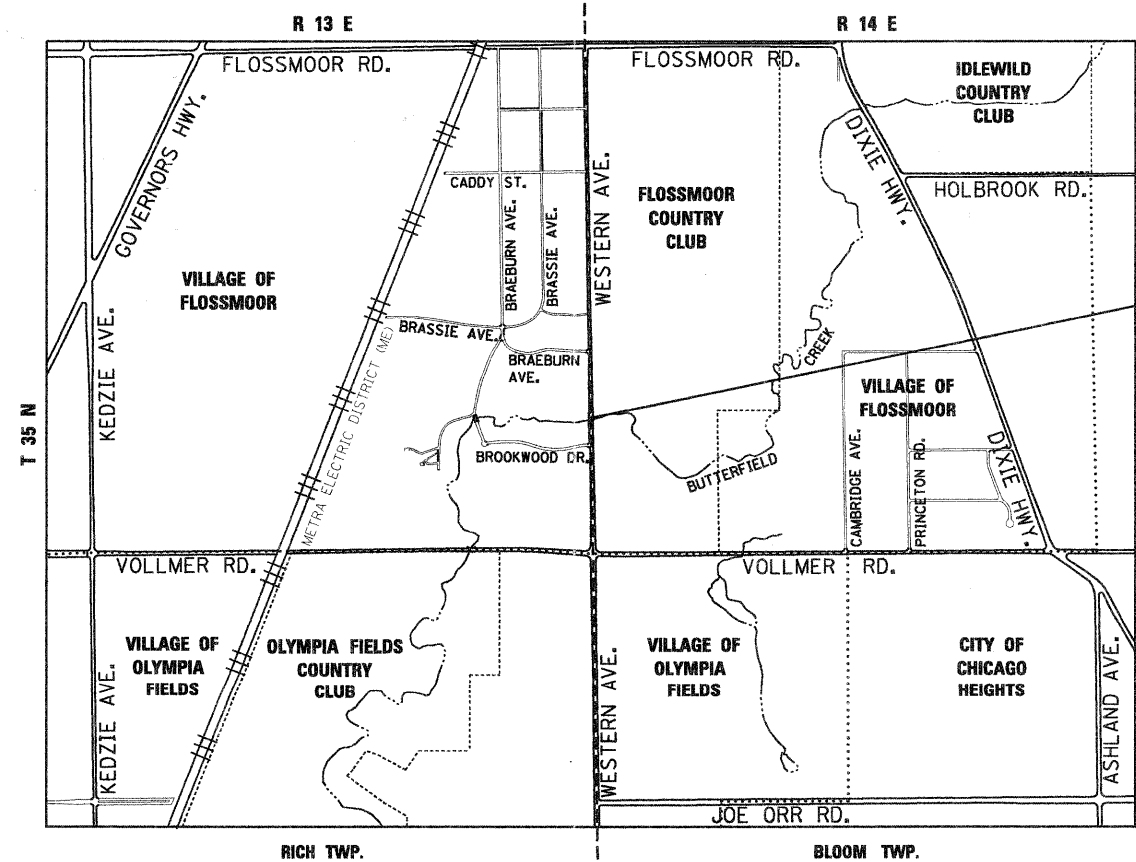 R 13 E
R 14 E
FLOSSMOOR RD.
FLOSSMOOR RD.
IDLEWILD
COUNTRY
CLUB
GOVERNORS HWY.
DIXIE HWY.
CADDY ST.
HOLBROOK RD.
WESTERN AVE.
FLOSSMOOR
COUNTRY
CLUB
BRAEBURN AVE.
BRASSIE AVE.
VILLAGE OF
FLOSSMOOR
KEDZIE AVE.
BRASSIE AVE.
METRA ELECTRIC DISTRICT (ME)
BRAEBURN
AVE.
CREEK
VILLAGE OF
FLOSSMOOR
T 35 N
BROOKWOOD DR.
BUTTERFIELD
CAMBRIDGE AVE.
PRINCETON RD.
DIXIE HWY.
VOLLMER RD.
VOLLMER RD.
VILLAGE OF
OLYMPIA
FIELDS
OLYMPIA FIELDS
COUNTRY
CLUB
VILLAGE OF
OLYMPIA
FIELDS
CITY OF
CHICAGO
HEIGHTS
KEDZIE AVE.
WESTERN AVE.
ASHLAND AVE.
JOE ORR RD.
RICH TWP.
BLOOM TWP.